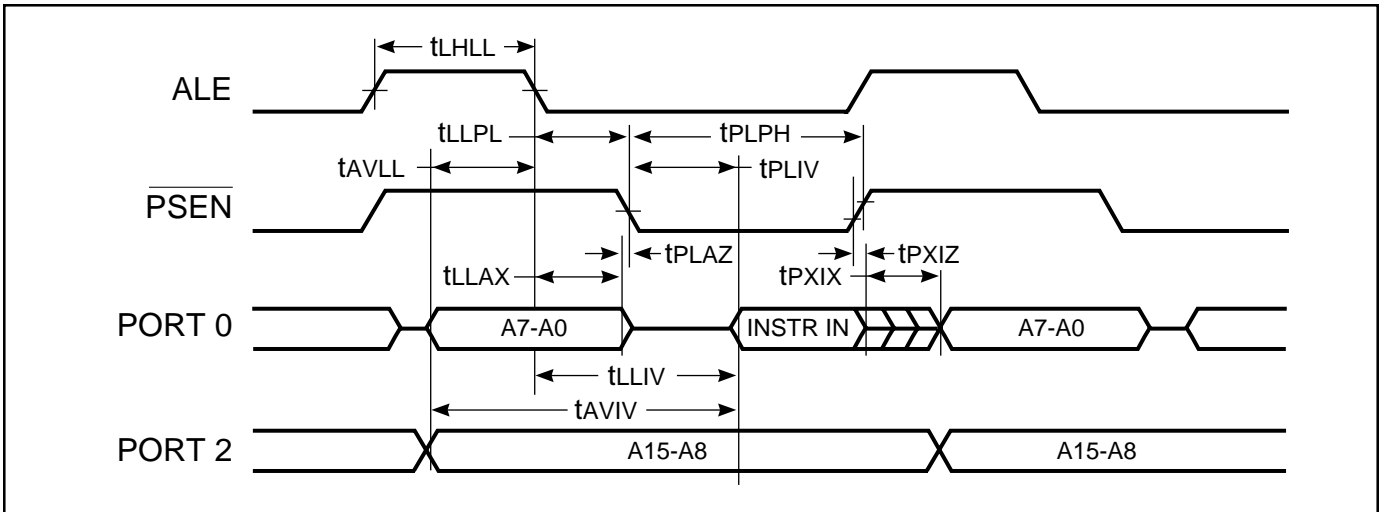 tLHLL
ALE
tLLPL
tPLPH
tAVLL
tPLIV
PSEN
tPLAZ
tPXIZ
tLLAX
tPXIX
PORT 0
A7-A0
INSTR IN
A7-A0
tLLIV
tAVIV
PORT 2
A15-A8
A15-A8